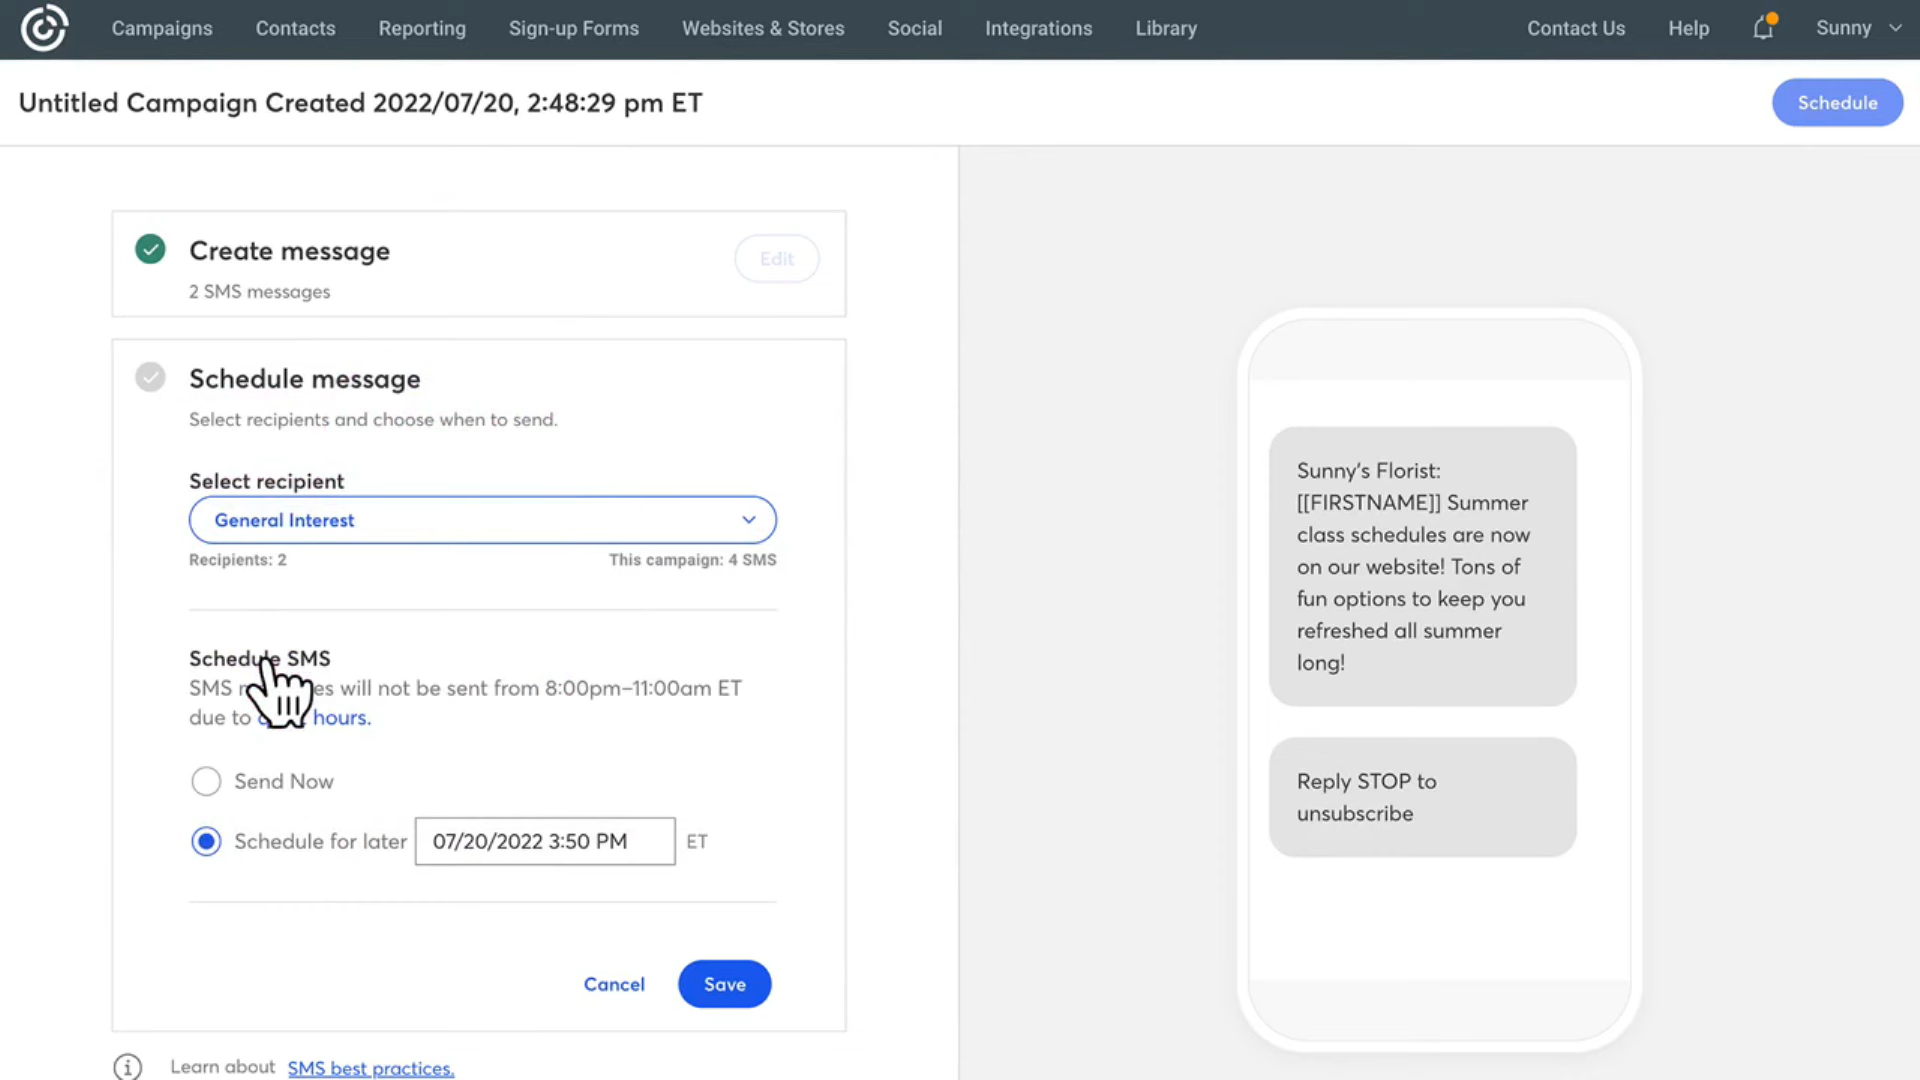 Campaigns Contacts Reporting Sign-up Forms Websites & Stores Social Integrations Library Contact Us Help Sunny
Untitled Campaign Created 2022/07/20, 2:48:29 pm ET
Schedule
Create message
Edit
2 SMS messages
Schedule message
Select recipients and choose when to send.
Select recipient
General Interest
Recipients: 2 This campaign: 4 SMS
Schedule SMS
SMS will not be sent from 8:00pm–11:00am ET
due to hours.
Send Now
Schedule for later 07/20/2022 3:50 PM ET
Cancel Save
Learn about SMS best practices.
Sunny's Florist:
[[FIRSTNAME]] Summer
class schedules are now
on our website! Tons of
fun options to keep you
refreshed all summer
long!
Reply STOP to
unsubscribe